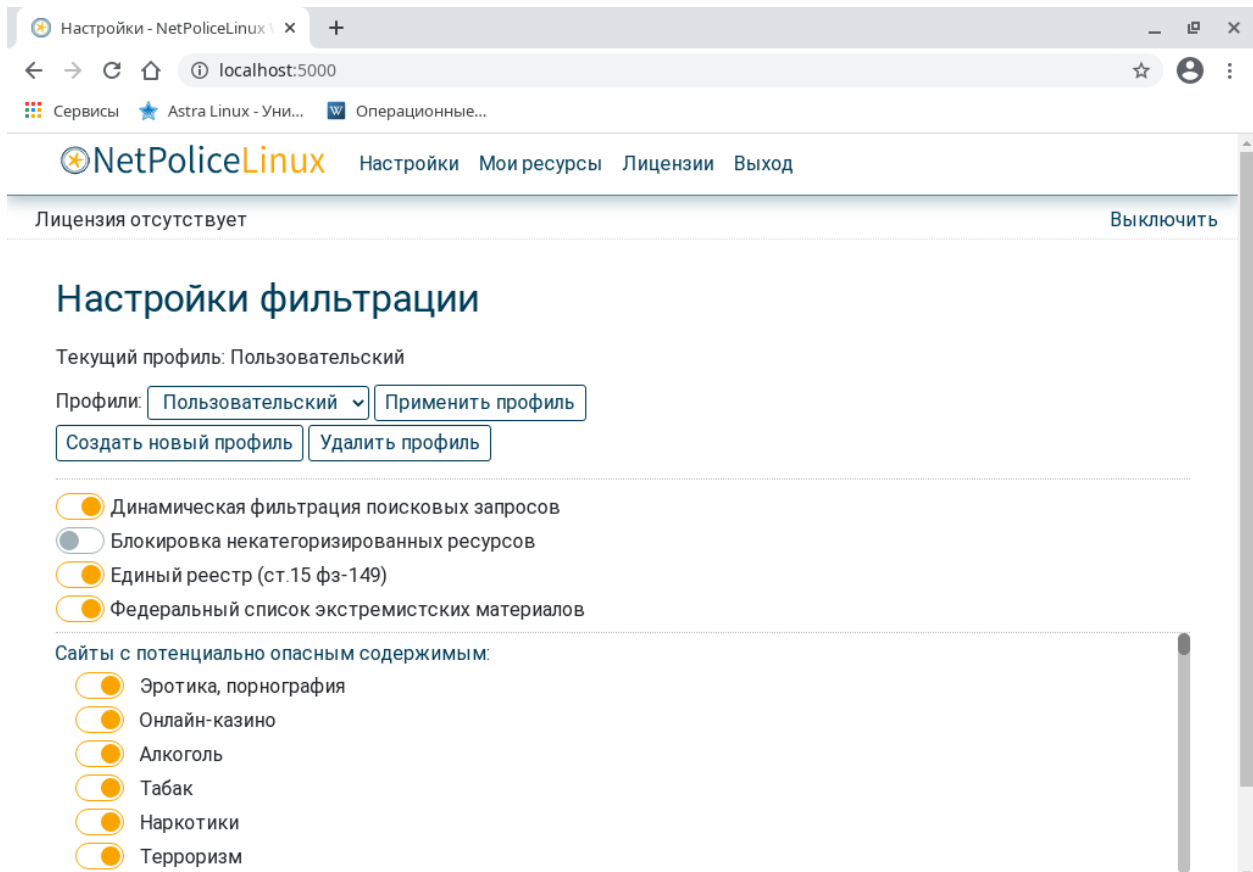 Настройки - NetPoliceLinux
localhost:5000
Сервисы Astra Linux - Уни... W Операционные...
NetPoliceLinux Настройки Мои ресурсы Лицензии Выход
Лицензия отсутствует Выключить
Настройки фильтрации
Текущий профиль: Пользовательский
Профили: Пользовательский Применить профиль
Создать новый профиль Удалить профиль
Динамическая фильтрация поисковых запросов
Блокировка некатегоризированных ресурсов
Единый реестр (ст.15 фз-149)
Федеральный список экстремистских материалов
Сайты с потенциально опасным содержимым:
Эротика, порнография
Онлайн-казино
Алкоголь
Табак
Наркотики
Терроризм